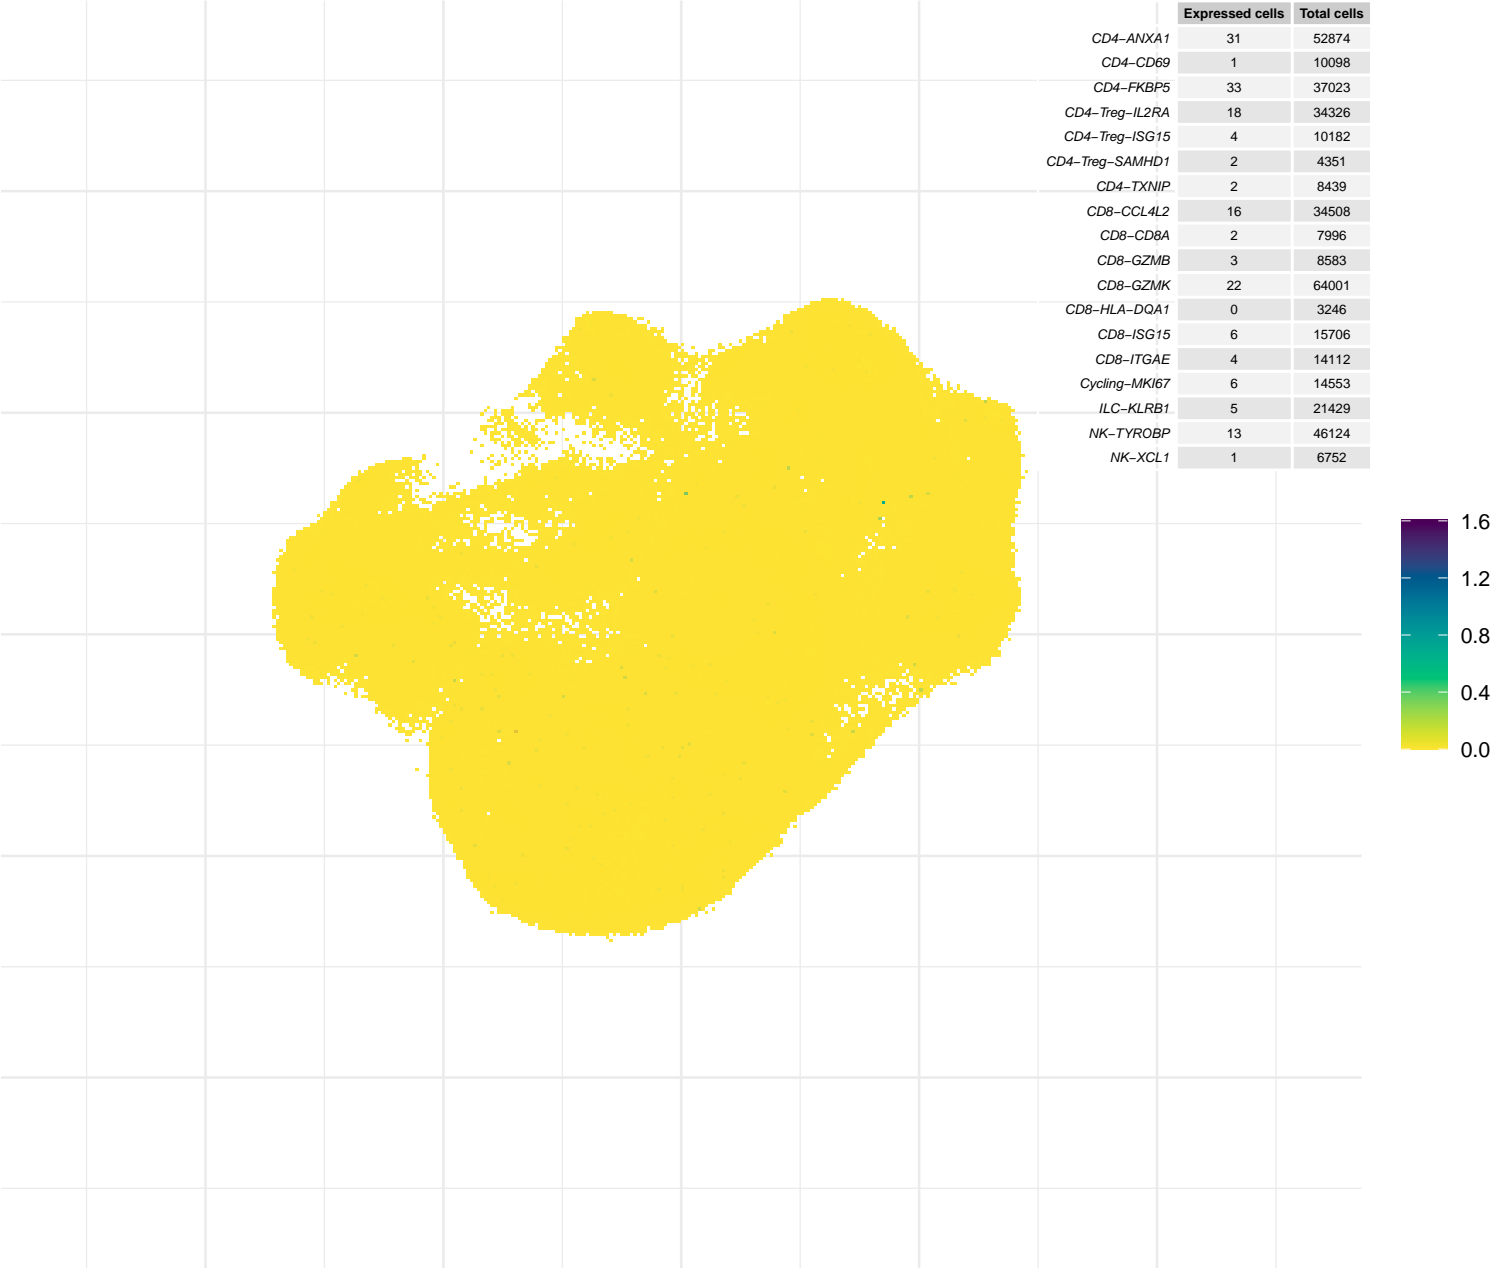 Expressed cells Total cells
CD4−ANXA1 31 52874
CD4−CD69 1 10098
CD4−FKBP5 33 37023
CD4−Treg−IL2RA 18 34326
CD4−Treg−ISG15 4 10182
CD4−Treg−SAMHD1 2 4351
CD4−TXNIP 2 8439
CD8−CCL4L2 16 34508
CD8−CD8A 2 7996
CD8−GZMB 3 8583
CD8−GZMK 22 64001
CD8−HLA−DQA1 0 3246
CD8−ISG15 6 15706
CD8−ITGAE 4 14112
Cycling−MKI67 6 14553
ILC−KLRB1 5 21429
NK−TYROBP 13 46124
NK−XCL1 1 6752
1.6
1.2
0.8
0.4
0.0